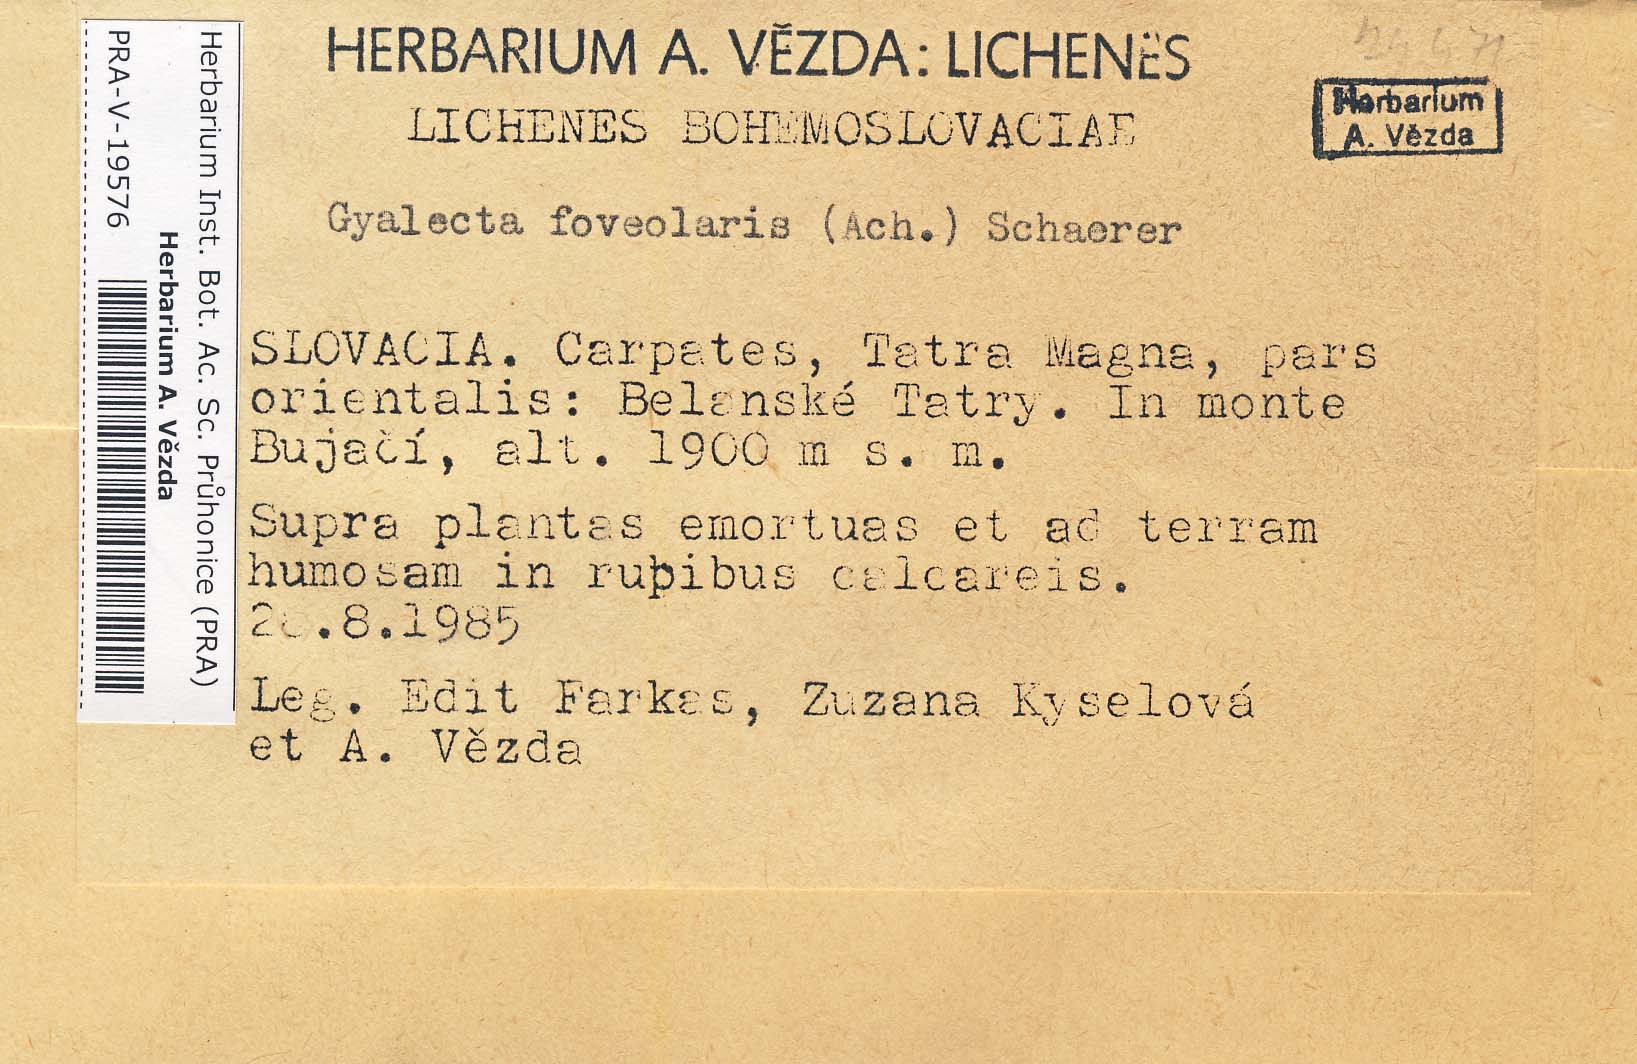 HERBARIUM A. VĚZDA: LICHENES
LICHENES BOHEMOSLOVACIAE
Herbarium
A. Vězda
Gyalecta foveolaris (Ach.) Schaerer
SLOVACIA. Carpates, Tatra Magna, pars
orientalis: Belanské Tatry. In monte
Bujačí, alt. 1900 m s. m.
Supra plantas emortuas et ad terram
humosam in rupibus calcareis.
.8.1985
Leg. Edit Farkas, Zuzana Kyselová
et A. Vězda
Herbarium Inst. Bot. Ac. Sc. Průhonice (PRA)
Herbarium A. Vězda
PRA-V-19576